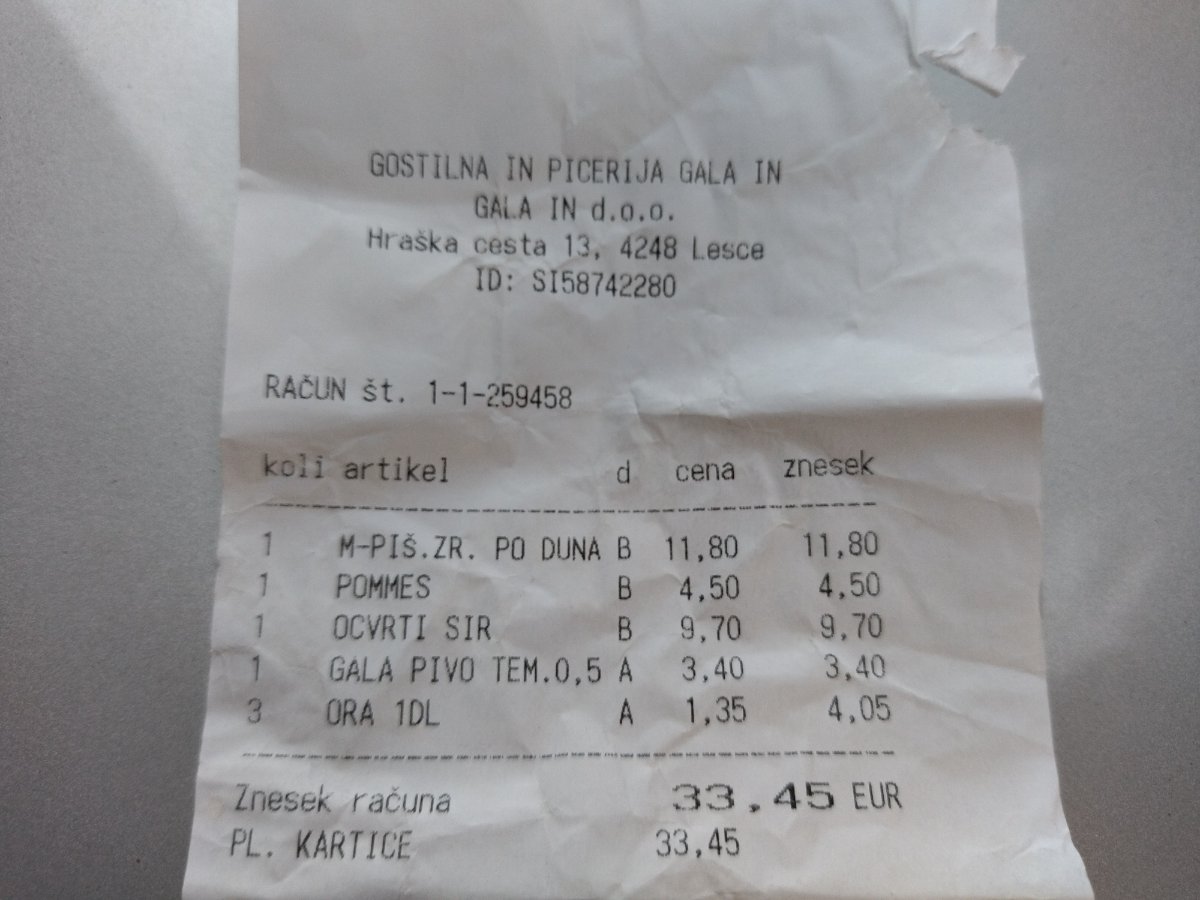 GOSTILNA IN PICERIJA GALA IN
GALA IN d.o.o.
Hraška cesta 13, 4248 Lesce
ID: SI58742280
RAČUN št. 1-1-259458
koli artikel d cena znesek
1 M-PIŠ.ZR. PO DUNA B 11,80 11,80
1 POMMES B 4,50 4,50
1 OCVRTI SIR B 9,70 9,70
1 GALA PIVO TEM.0,5 A 3,40 3,40
3 ORA 1DL A 1,35 4,05
Znesek računa 33,45 EUR
PL. KARTICE 33,45